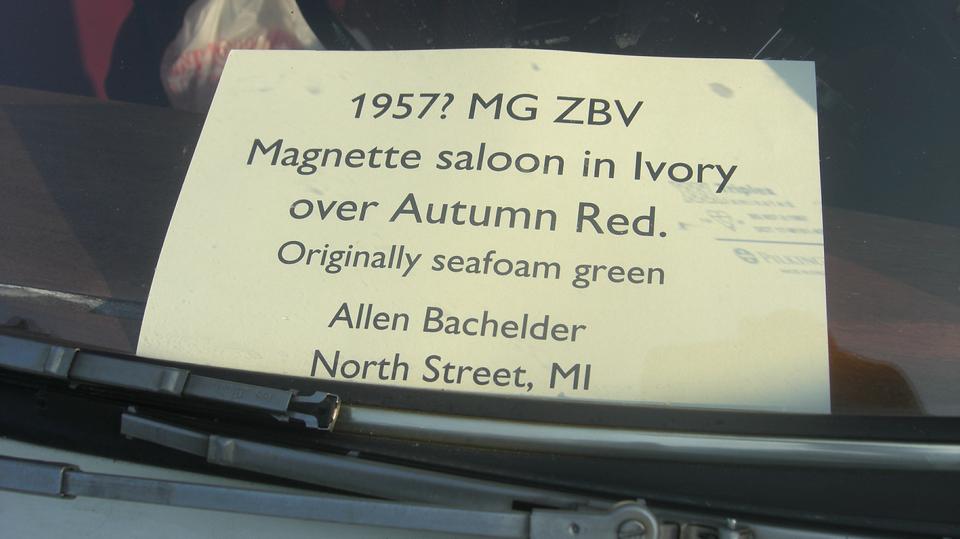 1957? MG ZBV
Magnette saloon in Ivory
over Autumn Red.
Originally seafoam green
Allen Bachelder
North Street, MI